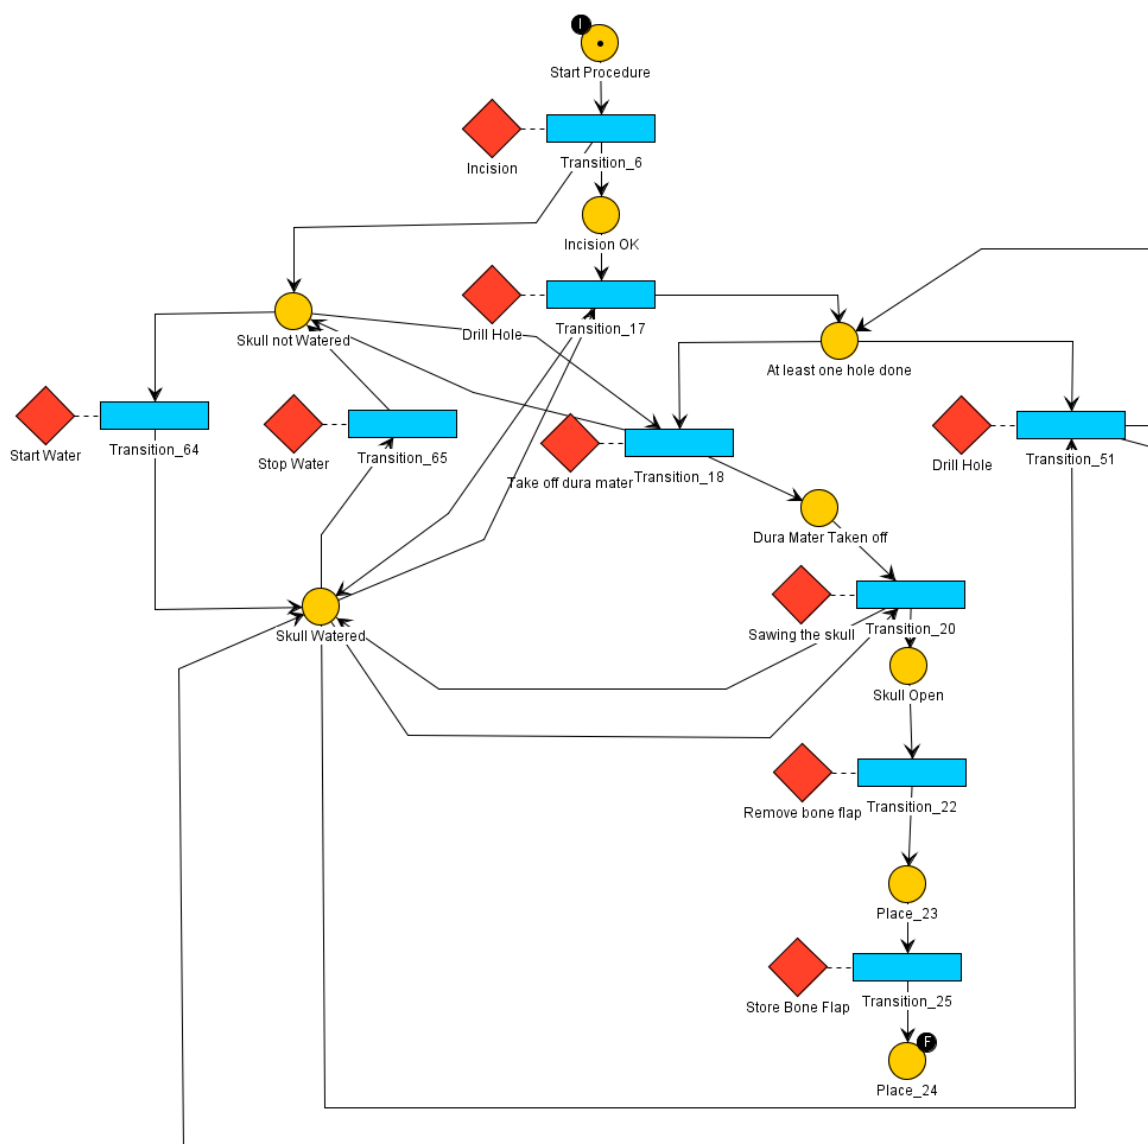 I
Start Procedure
Incision
Transition_6
Incision OK
Skull not Watered
Drill Hole
Transition_17
At least one hole done
Start Water
Transition_64
Stop Water
Transition_65
Take off dura mater
Transition_18
Drill Hole
Transition_51
Dura Mater Taken off
Skull Watered
Sawing the skull
Transition_20
Skull Open
Remove bone flap
Transition_22
Place_23
Store Bone Flap
Transition_25
F
Place_24